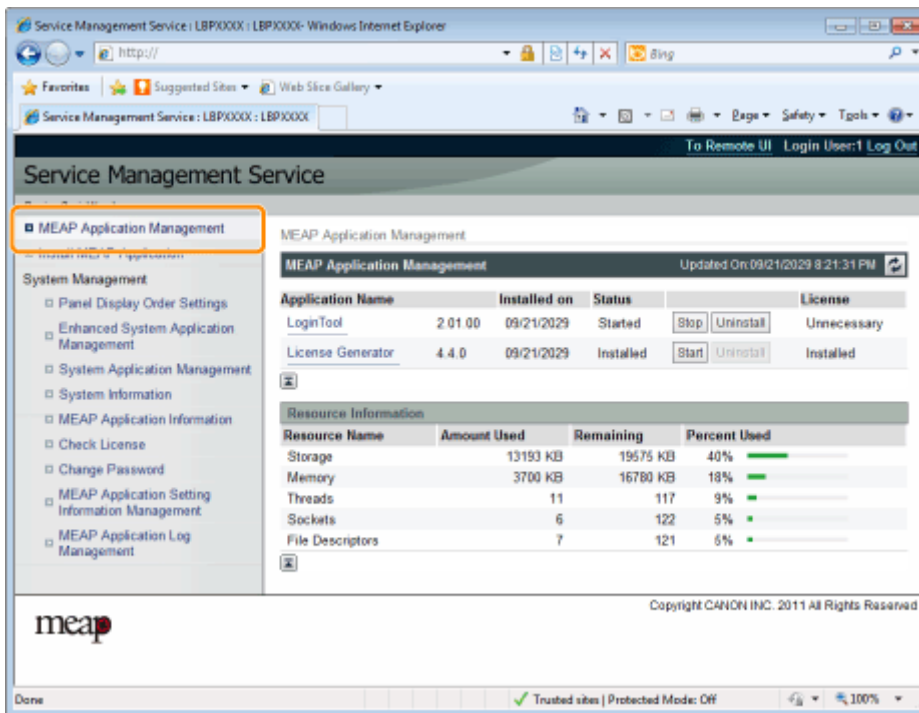 Service Management Service : LBPXXXX : LBPXXXX- Windows Internet Explorer
http://
Bing
Favorites Suggested Sites Web Slice Gallery
Service Management Service : LBPXXXX : LBPXXXX
Page Safety Tools
To Remote UI Login User:1 Log Out
Service Management Service
MEAP Application Management
Install MEAP Application
System Management
Panel Display Order Settings
Enhanced System Application
Management
System Application Management
System Information
MEAP Application Information
Check License
Change Password
MEAP Application Setting
Information Management
MEAP Application Log
Management
MEAP Application Management
MEAP Application Management Updated On:09/21/2029 8:21:31 PM
Application Name Installed on Status License
LoginTool 2.01.00 09/21/2029 Started Stop Uninstall Unnecessary
License Generator 4.4.0 09/21/2029 Installed Start Uninstall Installed
Resource Information
Resource Name Amount Used Remaining Percent Used
Storage 13193 KB 19575 KB 40%
Memory 3700 KB 16780 KB 18%
Threads 11 117 9%
Sockets 6 122 5%
File Descriptors 7 121 6%
Copyright CANON INC. 2011 All Rights Reserved
meap
Done Trusted sites | Protected Mode: Off 100%